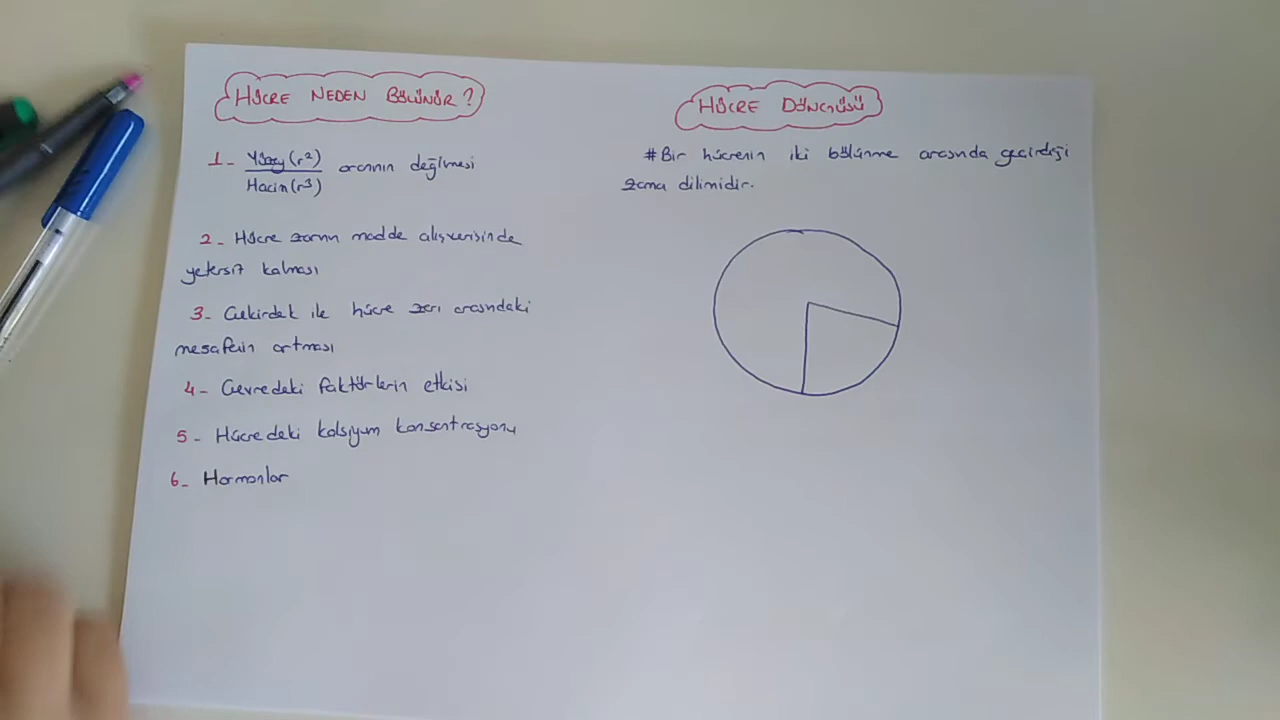 HÜCRE NEDEN BÖLÜNÜR?
1- Yüzey(r²)
Hacim(r³)
oranının değişmesi
2- Hücre zarının madde alışverişinde
yetersiz kalması
3- Çekirdek ile hücre zarı arasındaki
mesafenin artması
4- Çevredeki faktörlerin etkisi
5- Hücredeki kalsiyum konsantrasyonu
6- Hormonlar
HÜCRE DÖNGÜSÜ
#Bir hücrenin iki bölünme arasında geçirdiği
zaman dilimidir.